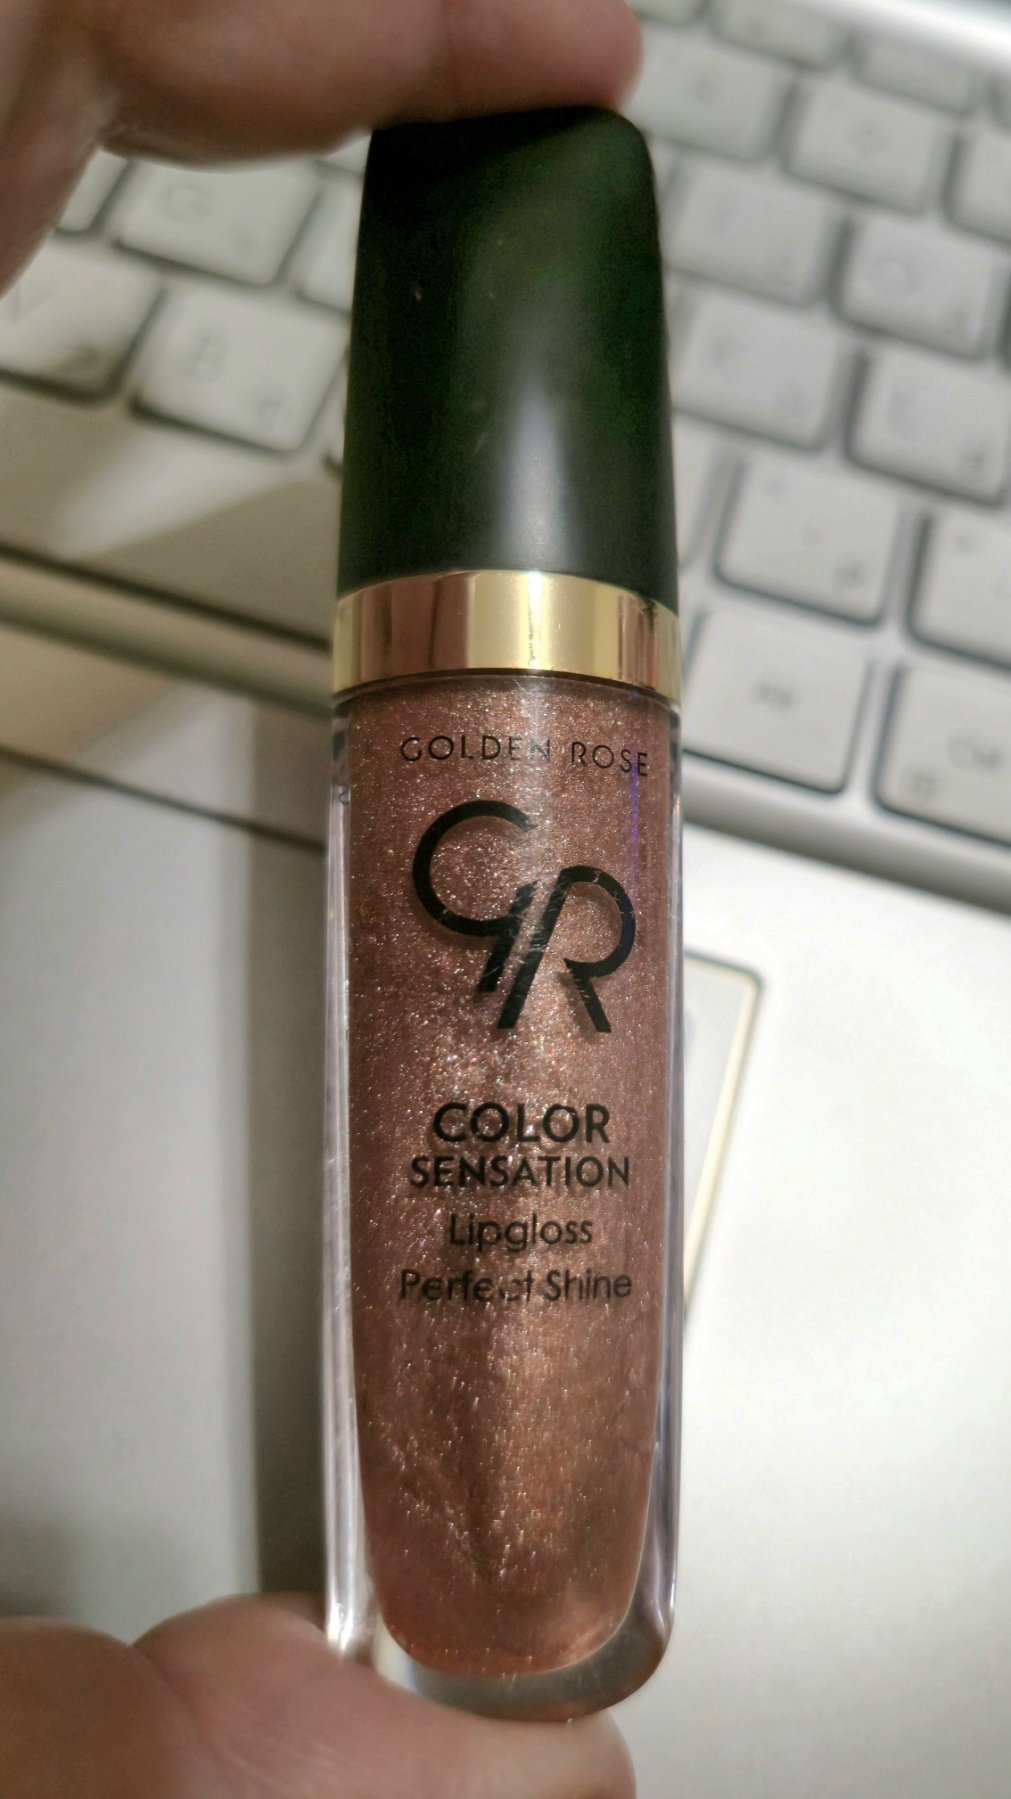 GOLDEN ROSE
GR
COLOR
SENSATION
Lipgloss
Perfect Shine